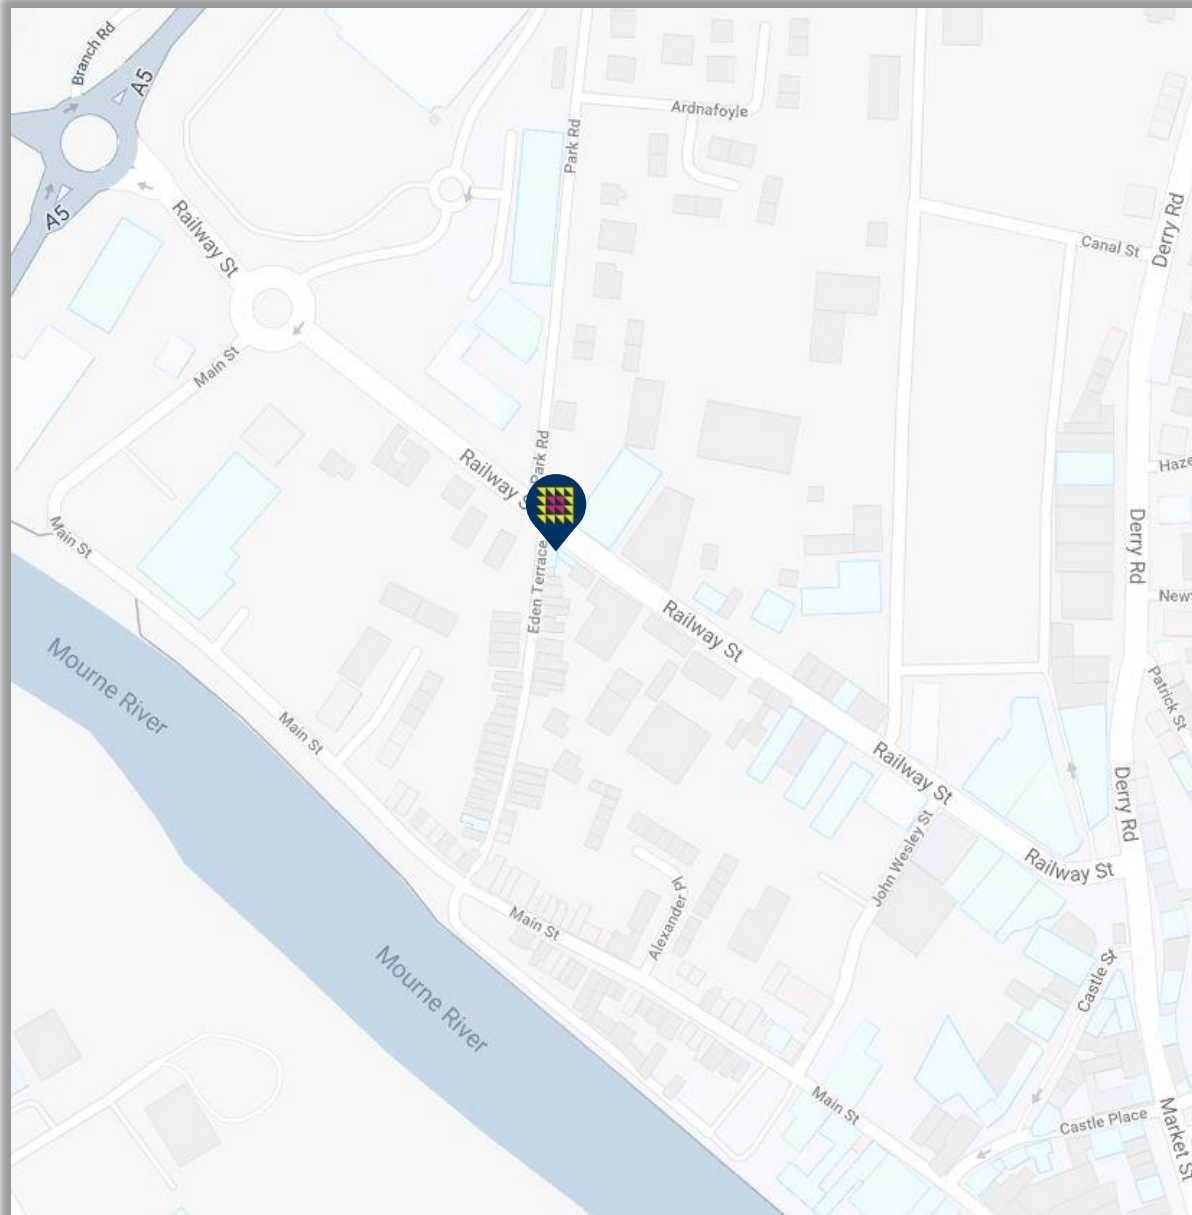 Branch Rd
A5
Ardnafoyle
Park Rd
A5
Railway St
Derry Rd
Canal St
Main St
Park Rd
Railway
Haze
Derry Rd
Main St
Eden Terrace
New
Railway St
Mourne River
Patrick St
Main St
Railway St
Derry Rd
John Wesley St
Railway St
Alexander Pl
Main St
Castle St
Mourne River
Main St
Castle Place
Market St